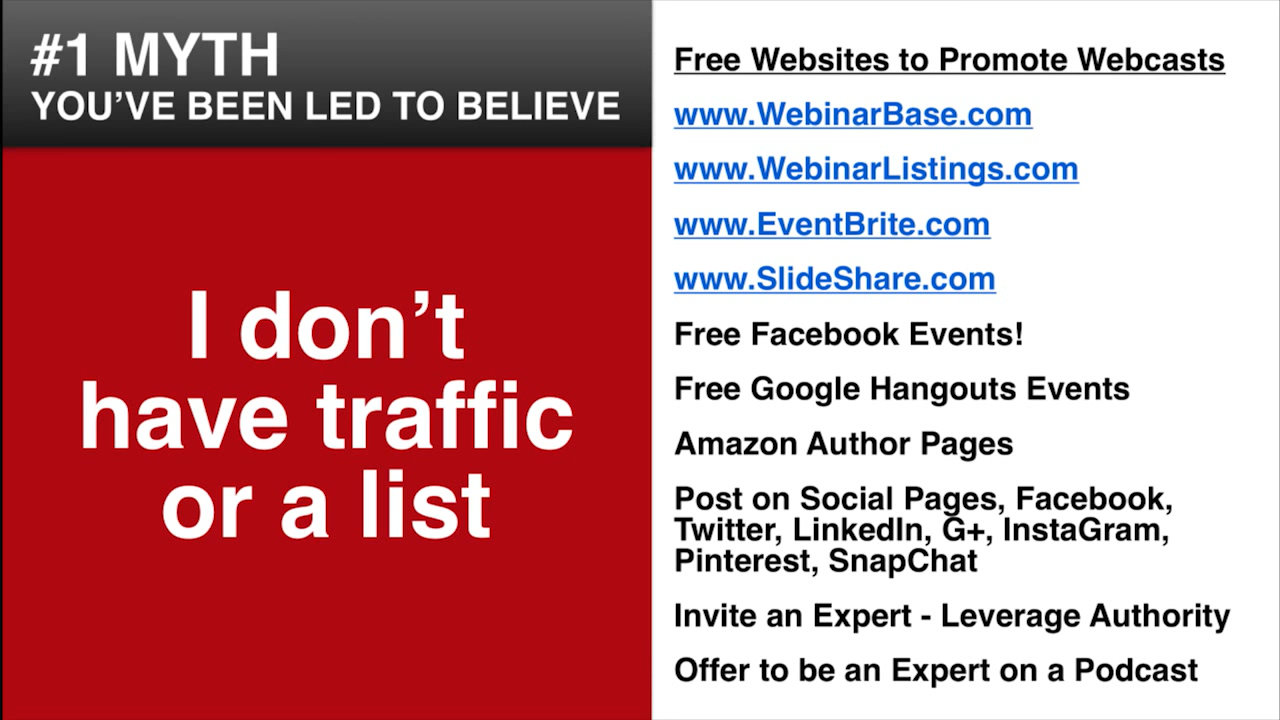 #1 MYTH
YOU'VE BEEN LED TO BELIEVE
I don't
have traffic
or a list
Free Websites to Promote Webcasts
www.WebinarBase.com
www.WebinarListings.com
www.EventBrite.com
www.SlideShare.com
Free Facebook Events!
Free Google Hangouts Events
Amazon Author Pages
Post on Social Pages, Facebook,
Twitter, LinkedIn, G+, InstaGram,
Pinterest, SnapChat
Invite an Expert - Leverage Authority
Offer to be an Expert on a Podcast